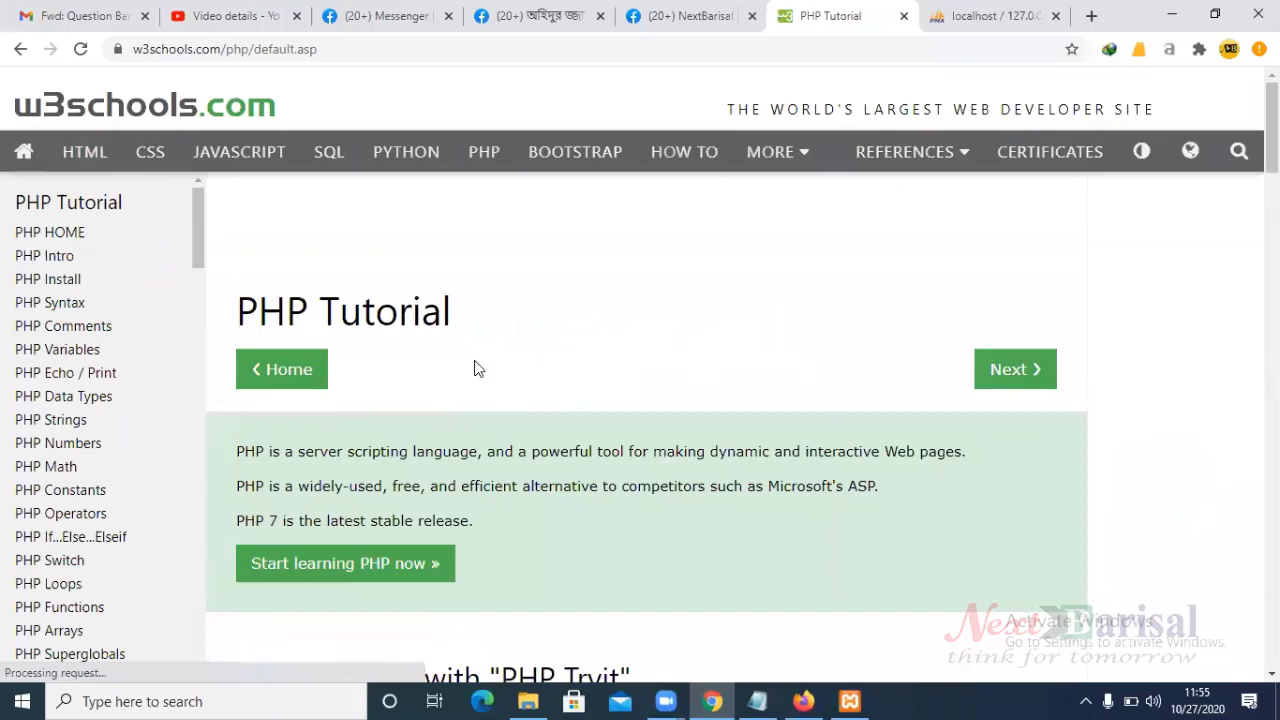 Fwd: Question Ban
Video details - Yo
(20+) Messenger
(20+) অহিদুর জ্জা
(20+) NextBarisal
PHP Tutorial
localhost / 127.0.
w3schools.com/php/default.asp
w3schools.com
THE WORLD'S LARGEST WEB DEVELOPER SITE
HTML CSS JAVASCRIPT SQL PYTHON PHP BOOTSTRAP HOW TO MORE REFERENCES CERTIFICATES
PHP Tutorial
PHP HOME
PHP Intro
PHP Install
PHP Syntax
PHP Comments
PHP Variables
PHP Echo / Print
PHP Data Types
PHP Strings
PHP Numbers
PHP Math
PHP Constants
PHP Operators
PHP If...Else...Elseif
PHP Switch
PHP Loops
PHP Functions
PHP Arrays
PHP Superglobals
PHP Tutorial
❮ Home
Next ❯
PHP is a server scripting language, and a powerful tool for making dynamic and interactive Web pages.
PHP is a widely-used, free, and efficient alternative to competitors such as Microsoft's ASP.
PHP 7 is the latest stable release.
Start learning PHP now »
with "PHP Tryit"
Next Barisal
think for tomorrow
Activate Windows
Go to Settings to activate Windows.
Processing request...
Type here to search
11:55
10/27/2020